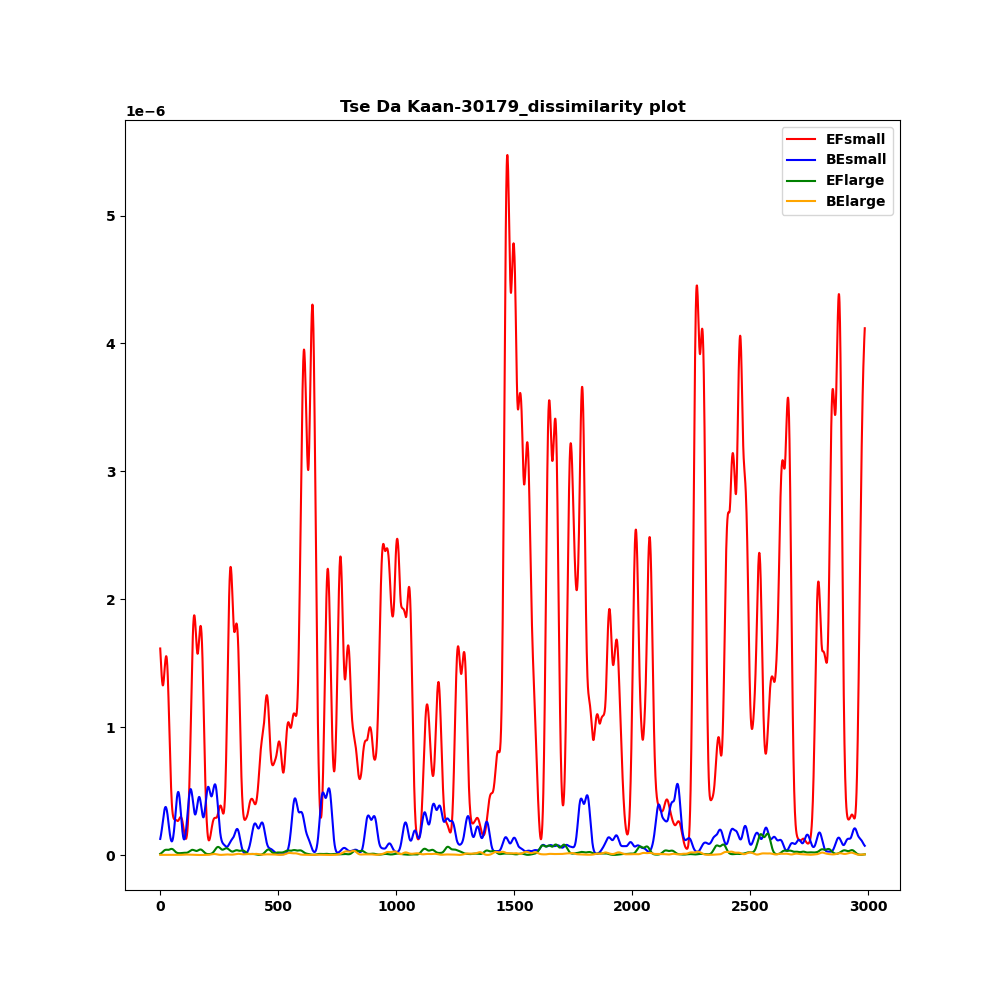 Tse Da Kaan-30179_dissimilarity plot
1e−6
EFsmall
BEsmall
EFlarge
BElarge
5
4
3
2
1
0
0 500 1000 1500 2000 2500 3000